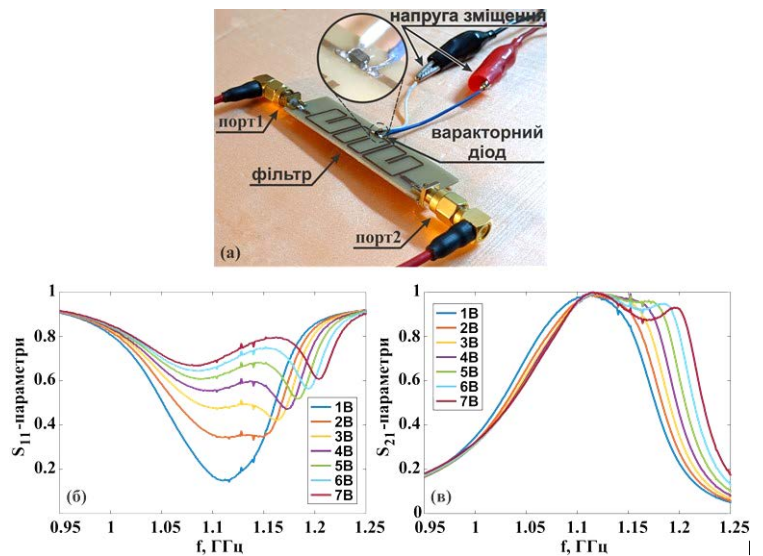 напруга зміщення
порт1
варакторний
діод
фільтр
порт2
(а)
S11-параметри
1
0.8
0.6
0.4
0.2
1В
2В
3В
4В
5В
6В
7В
(б)
0.95
1
1.05
1.1
1.15
1.2
1.25
f, ГГц
S21-параметри
1
0.8
0.6
0.4
0.2
0
1В
2В
3В
4В
5В
6В
7В
(в)
0.95
1
1.05
1.1
1.15
1.2
1.25
f, ГГц